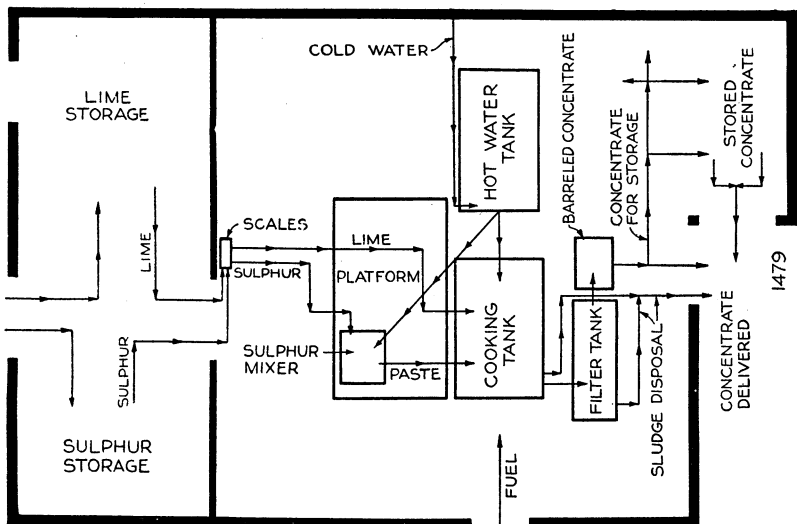 COLD WATER
LIME
STORAGE
HOT WATER
TANK
BARRELED CONCENTRATE
CONCENTRATE
FOR STORAGE
STORED
CONCENTRATE
SCALES
LIME
LIME
SULPHUR
PLATFORM
SULPHUR
MIXER
PASTE
COOKING
TANK
FILTER TANK
SLUDGE DISPOSAL
CONCENTRATE
DELIVERED
1479
SULPHUR
SULPHUR
STORAGE
FUEL